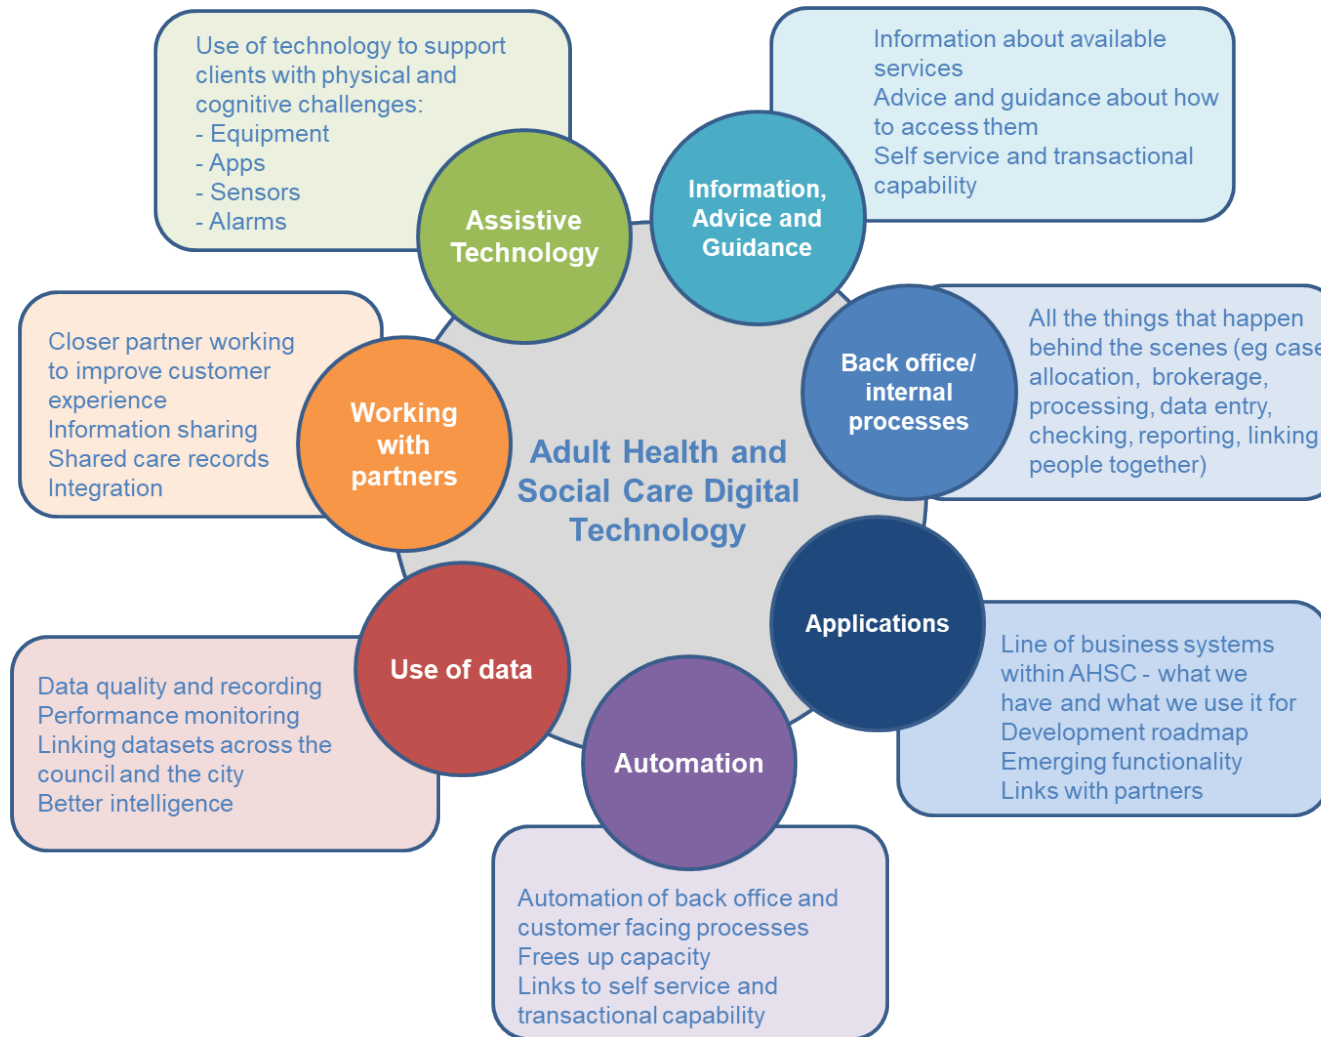 Use of technology to support
clients with physical and
cognitive challenges:
- Equipment
- Apps
- Sensors
- Alarms
Assistive
Technology
Information about available
services
Advice and guidance about how
to access them
Self service and transactional
capability
Information,
Advice and
Guidance
All the things that happen
behind the scenes (eg case
allocation, brokerage,
processing, data entry,
checking, reporting, linking
people together)
Back office/
internal
processes
Closer partner working
to improve customer
experience
Information sharing
Shared care records
Integration
Working
with
partners
Adult Health and
Social Care Digital
Technology
Applications
Line of business systems
within AHSC - what we
have and what we use it for
Development roadmap
Emerging functionality
Links with partners
Use of data
Data quality and recording
Performance monitoring
Linking datasets across the
council and the city
Better intelligence
Automation
Automation of back office and
customer facing processes
Frees up capacity
Links to self service and
transactional capability